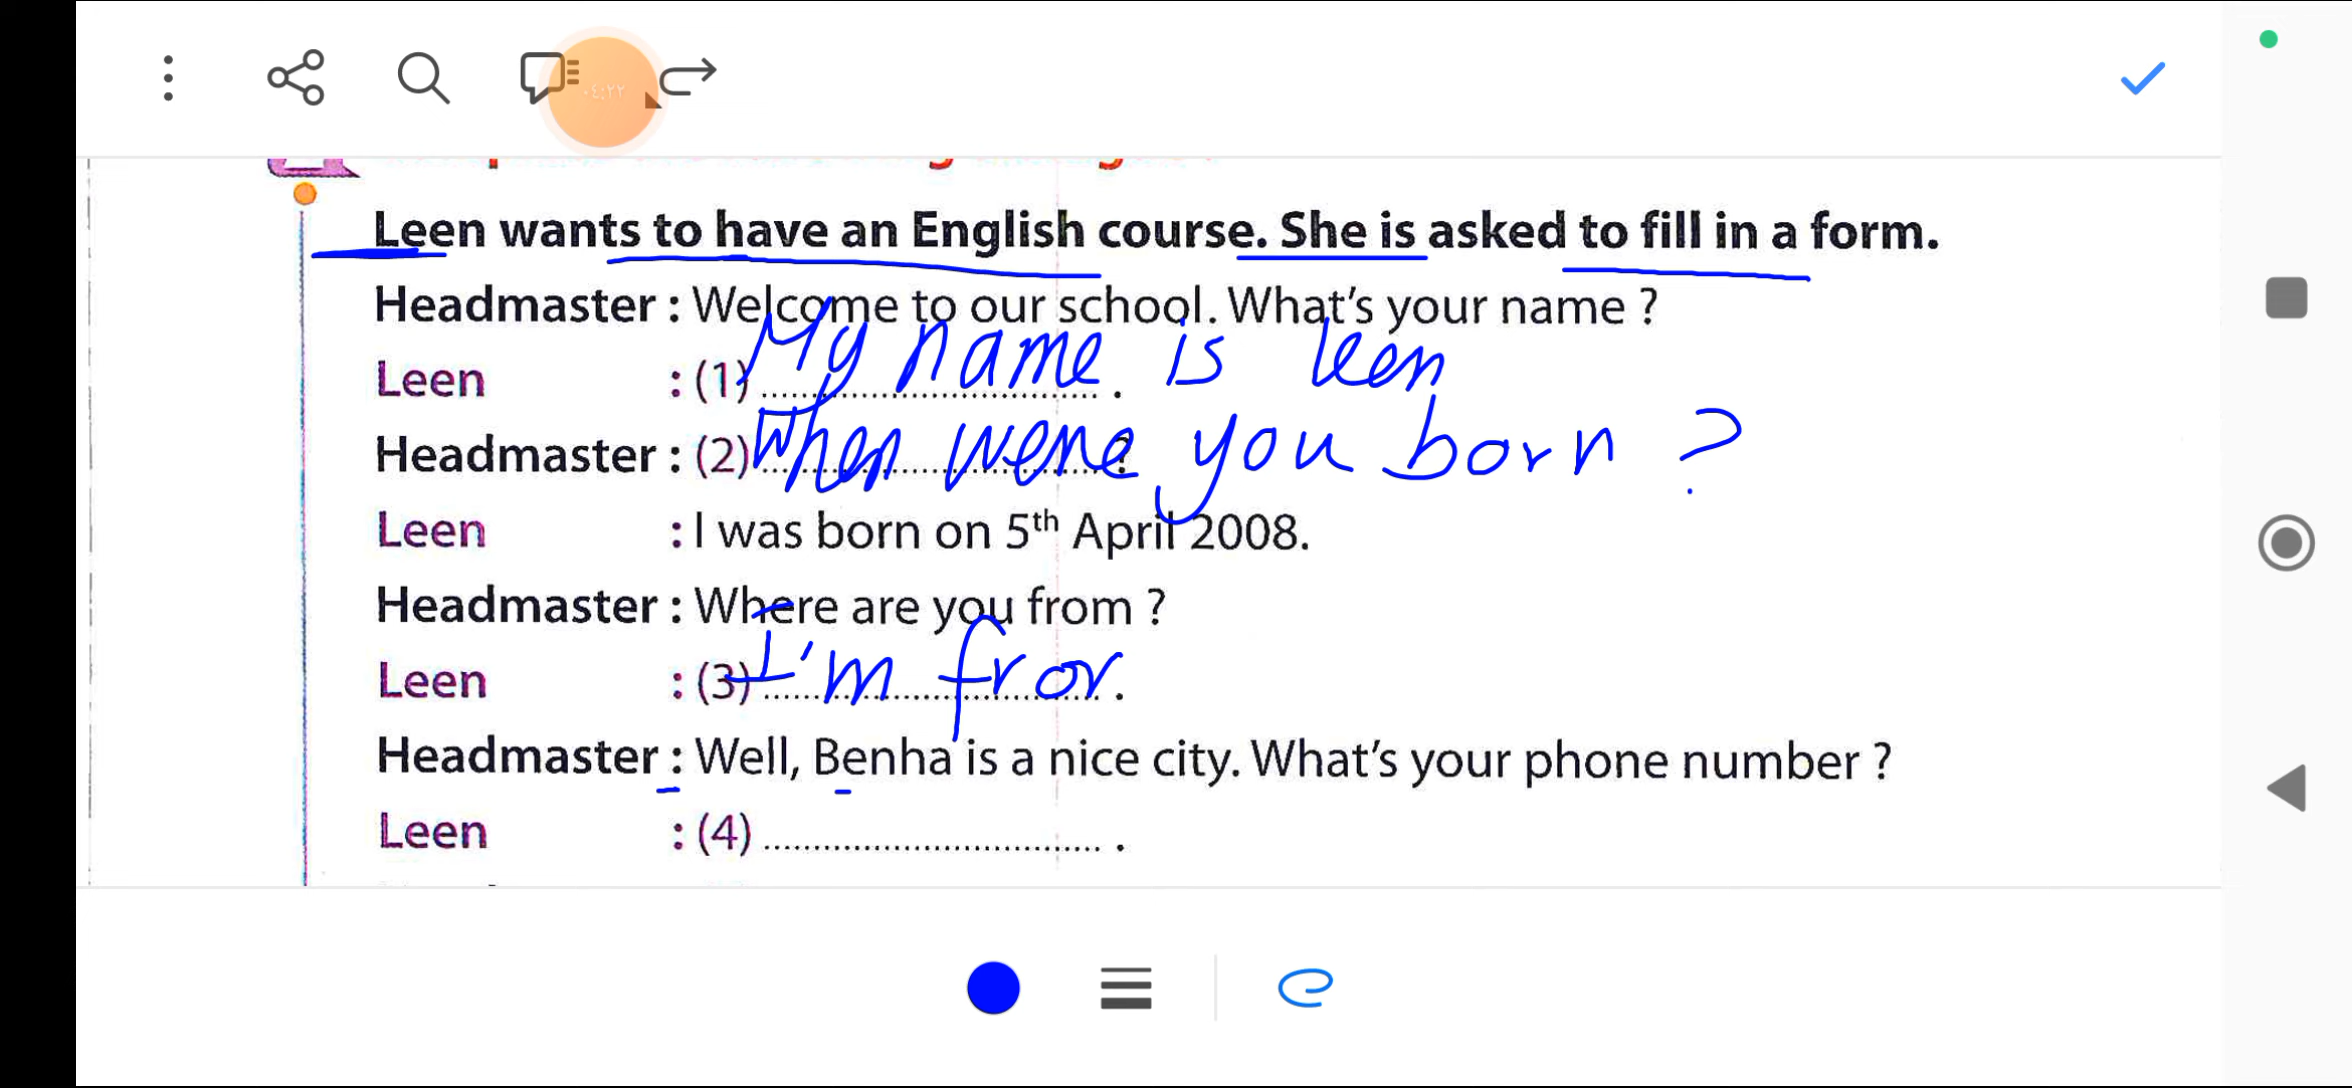 ٠٤:٢٢
Leen wants to have an English course. She is asked to fill in a form.
Headmaster : Welcome to our school. What's your name ?
Leen : (1) My name is leen .
Headmaster : (2) When were you born ?
Leen : I was born on 5th April 2008.
Headmaster : Where are you from ?
Leen : (3) I'm fror .
Headmaster : Well, Benha is a nice city. What's your phone number ?
Leen : (4) .................................. .